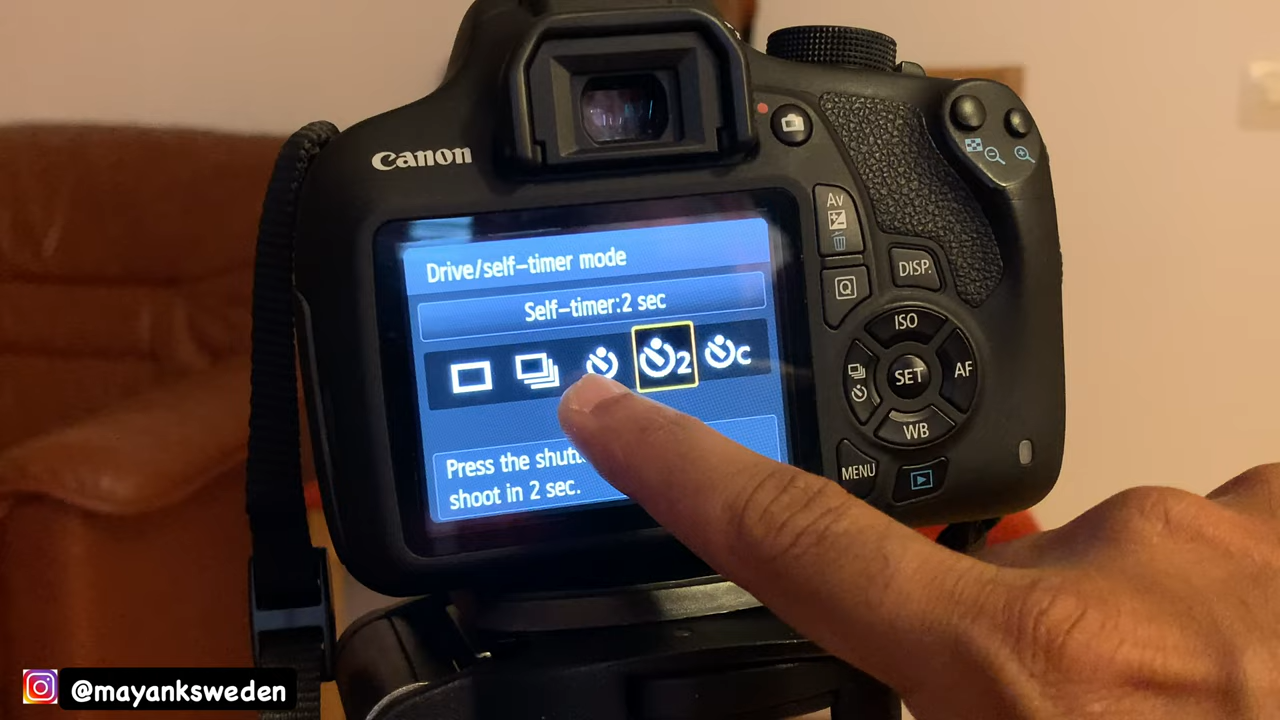 Canon
Drive/self-timer mode
Self-timer:2 sec
2
C
Press the
shoot in 2 sec.
Av
Q
DISP.
ISO
SET
AF
WB
MENU
@mayanksweden